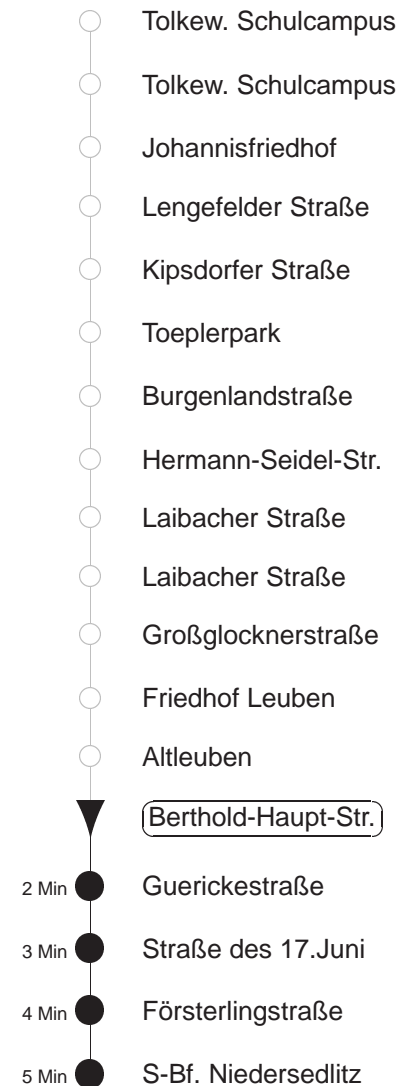 Tolkew. Schulcampus
Tolkew. Schulcampus
Johannisfriedhof
Lengefelder Straße
Kipsdorfer Straße
Toeplerpark
Burgenlandstraße
Hermann-Seidel-Str.
Laibacher Straße
Laibacher Straße
Großglocknerstraße
Friedhof Leuben
Altleuben
Berthold-Haupt-Str.
2 Min Guerickestraße
3 Min Straße des 17.Juni
4 Min Försterlingstraße
5 Min S-Bf. Niedersedlitz